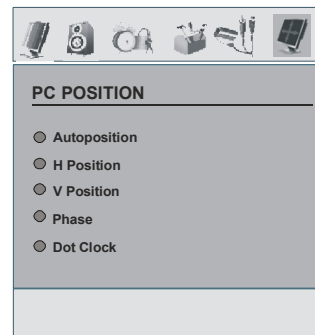 PC POSITION
Autoposition
H Position
V Position
Phase
Dot Clock